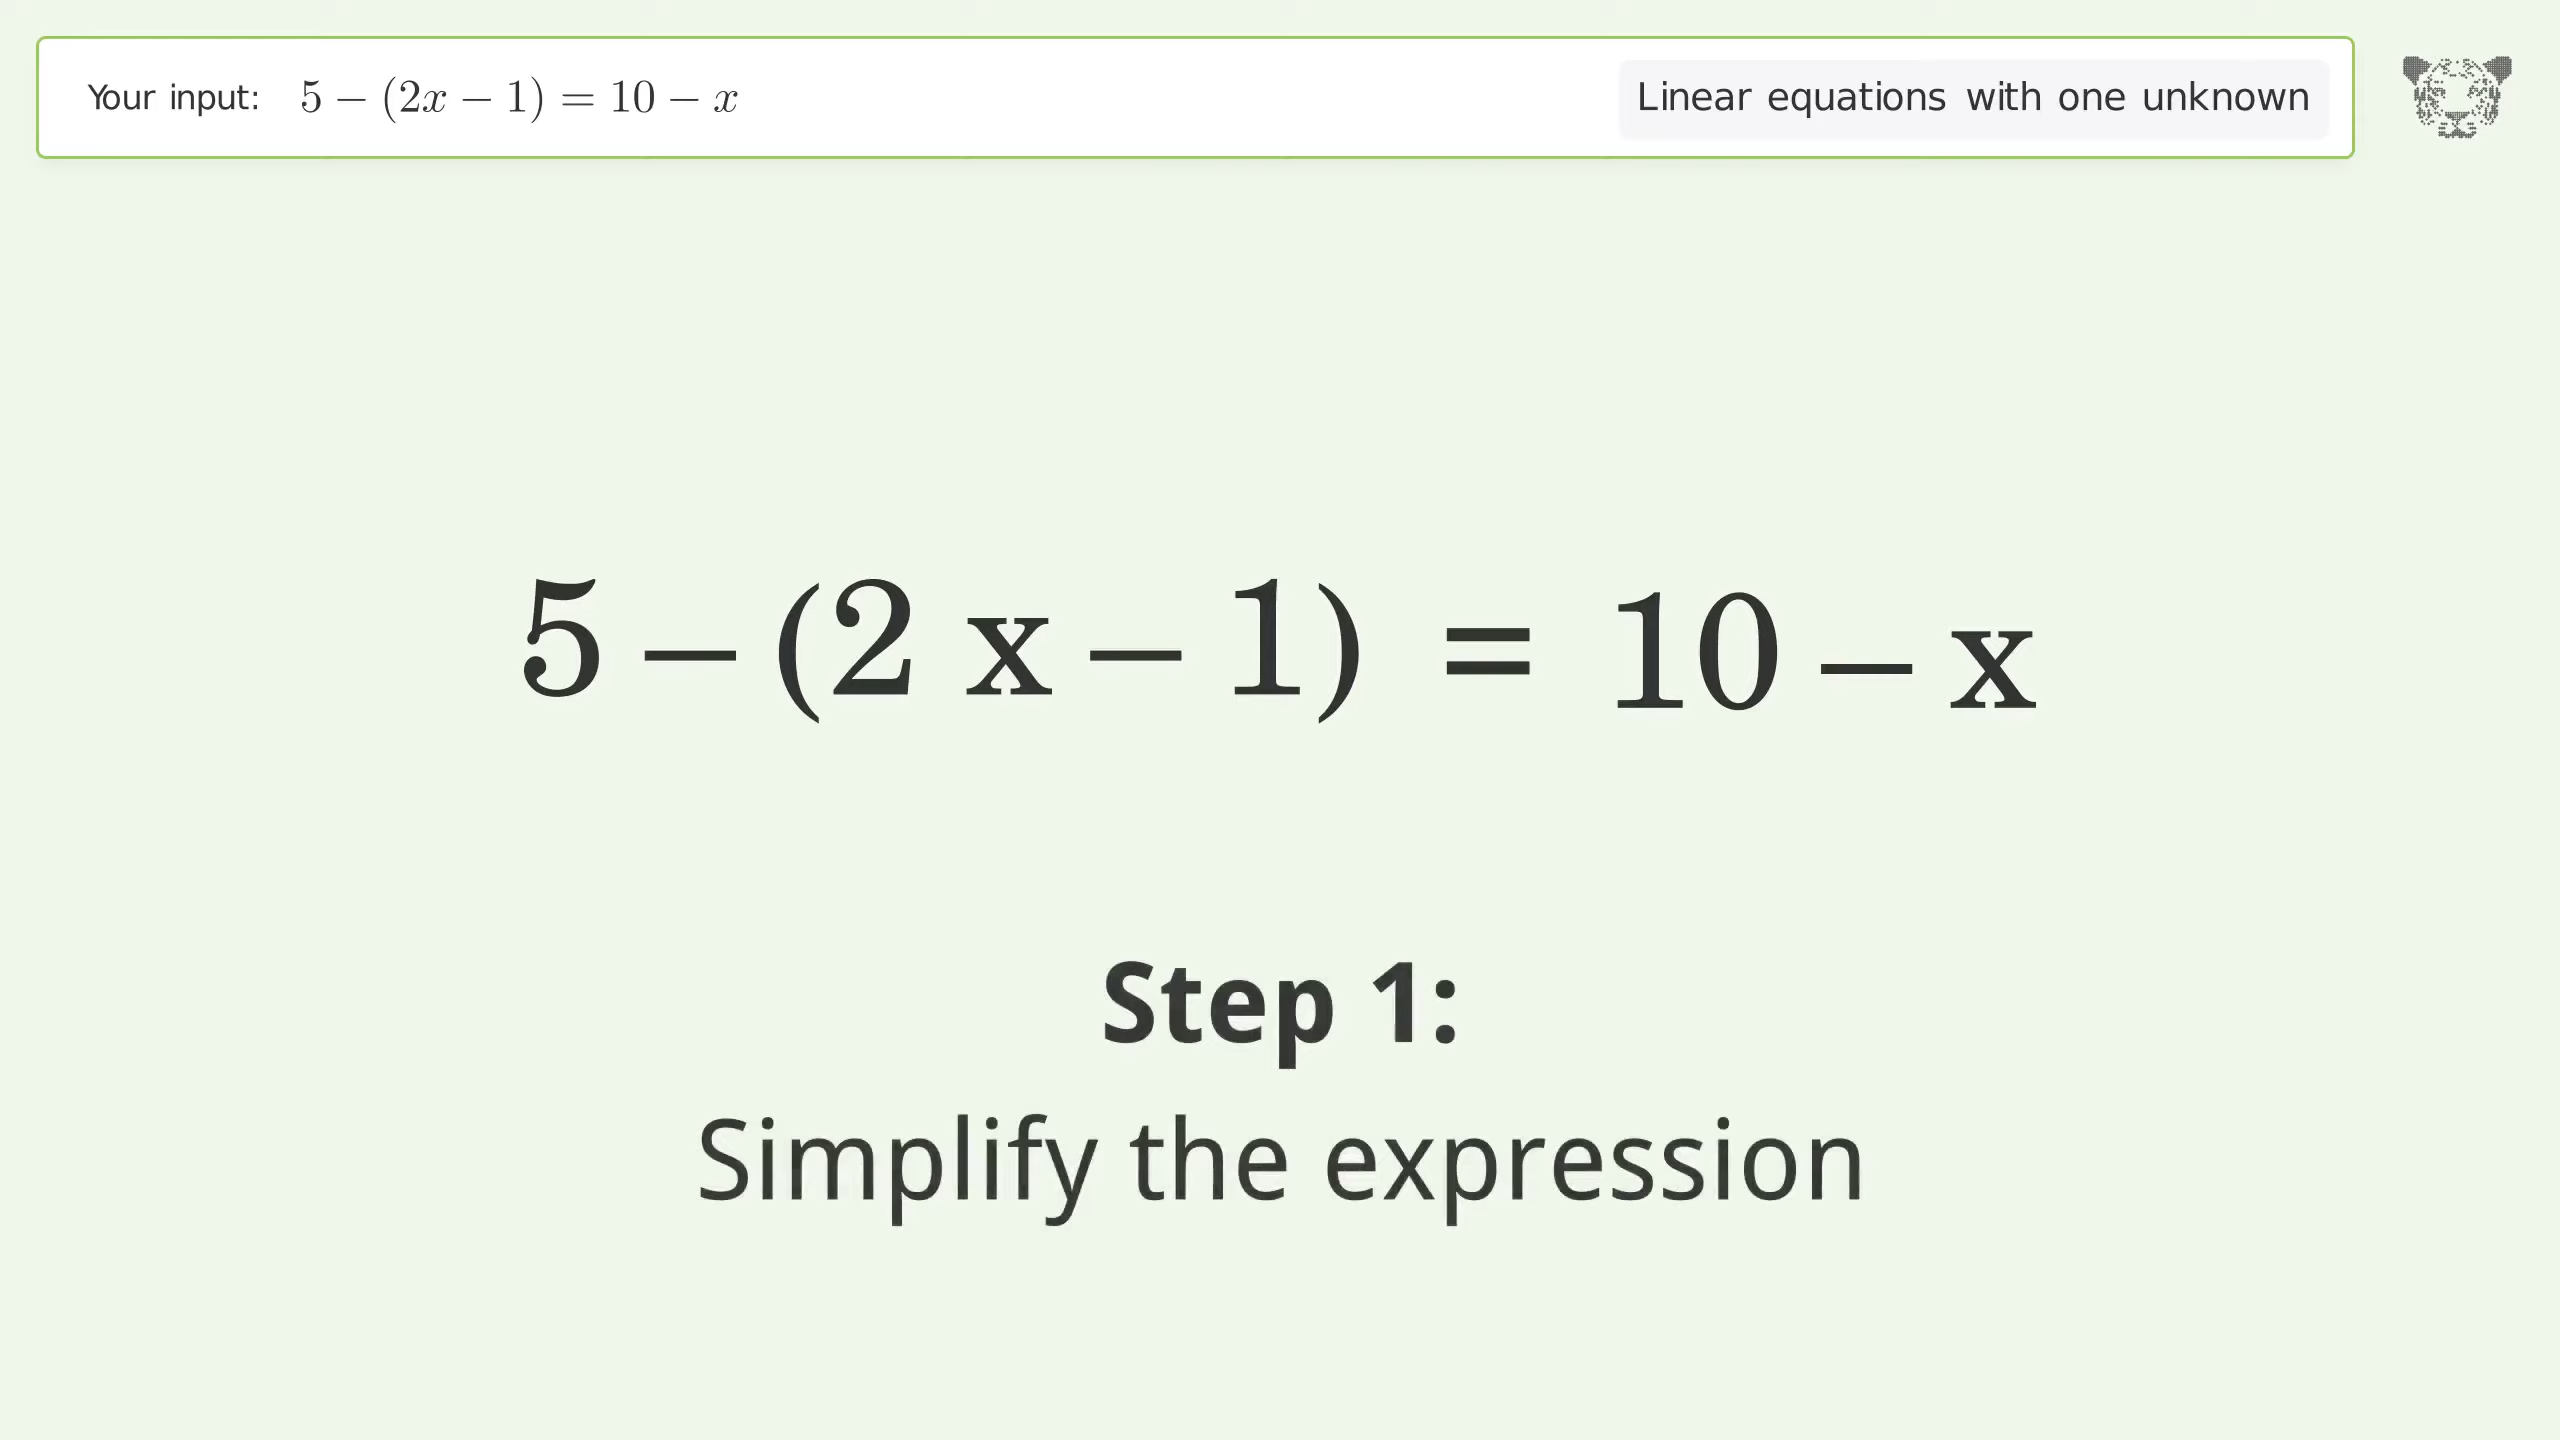 Your input: 5 − (2x − 1) = 10 − x
Linear equations with one unknown
5 − (2 x − 1) = 10 − x
Step 1:
Simplify the expression